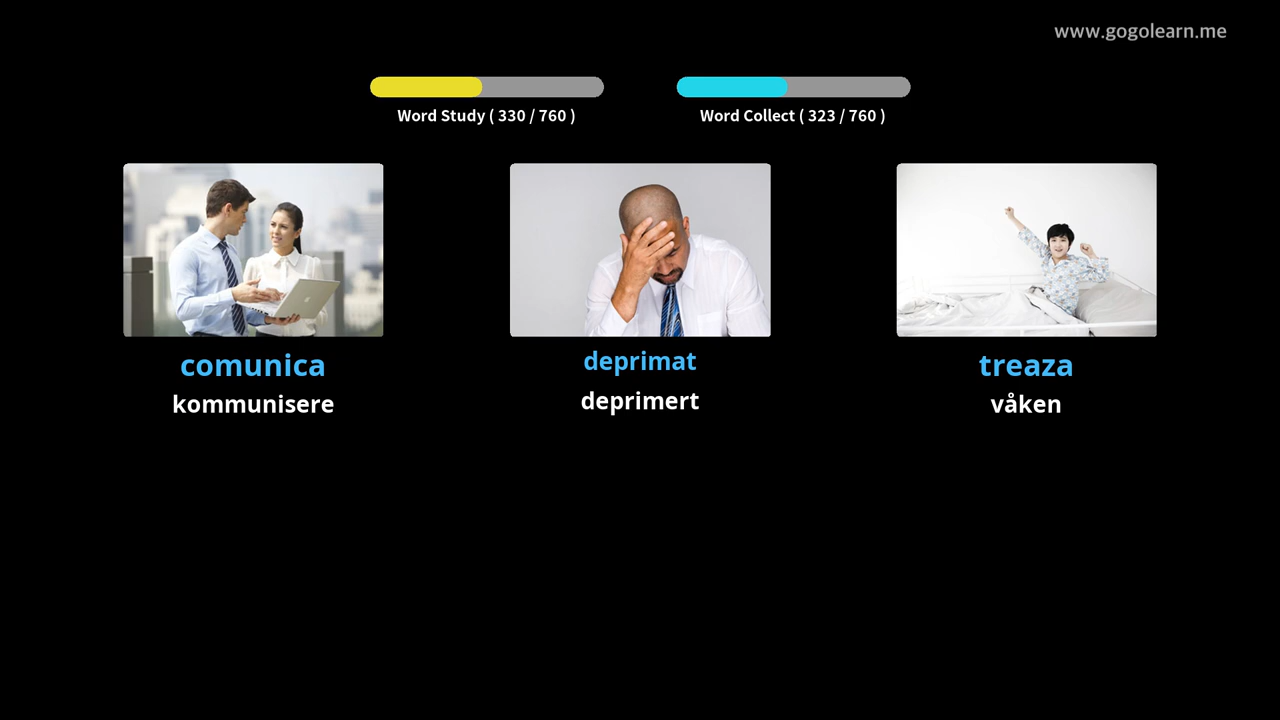 www.gogolearn.me
Word Study ( 330 / 760 )
Word Collect ( 323 / 760 )
comunica
kommunisere
deprimat
deprimert
treaza
våken